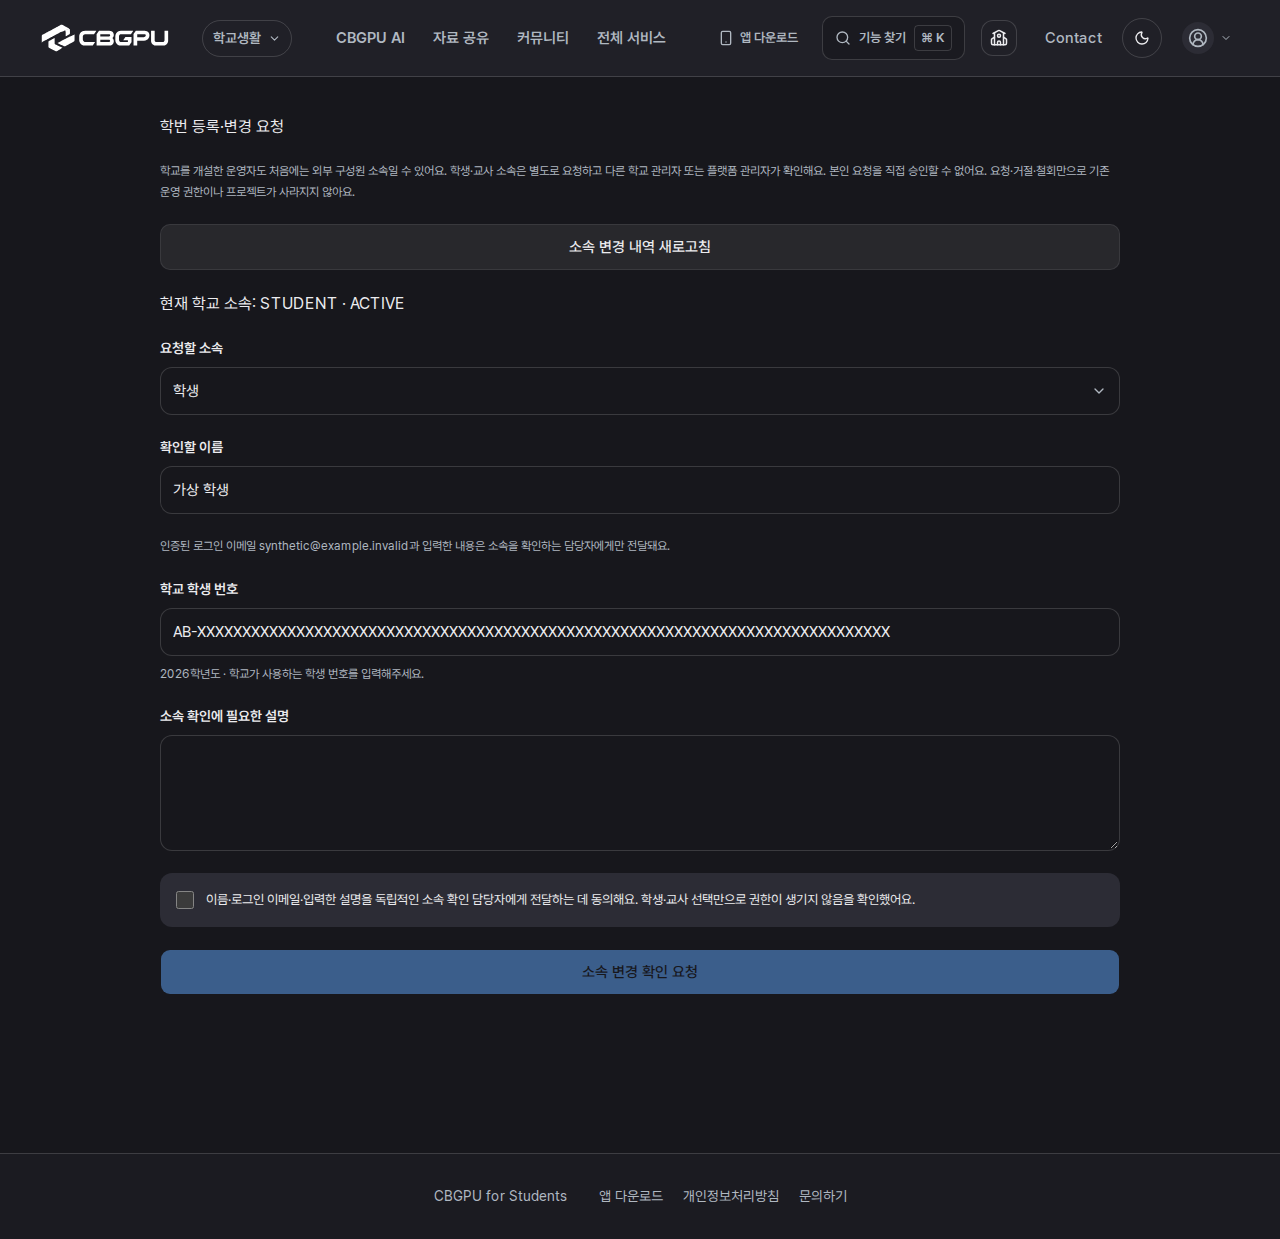 CBGPU
학교생활
CBGPU AI
자료 공유
커뮤니티
전체 서비스
앱 다운로드
기능 찾기
⌘ K
Contact
학번 등록·변경 요청
학교를 개설한 운영자도 처음에는 외부 구성원 소속일 수 있어요. 학생·교사 소속은 별도로 요청하고 다른 학교 관리자 또는 플랫폼 관리자가 확인해요. 본인 요청을 직접 승인할 수 없어요. 요청·거절·철회만으로 기존
운영 권한이나 프로젝트가 사라지지 않아요.
소속 변경 내역 새로고침
현재 학교 소속: STUDENT · ACTIVE
요청할 소속
학생
확인할 이름
가상 학생
인증된 로그인 이메일 synthetic@example.invalid과 입력한 내용은 소속을 확인하는 담당자에게만 전달돼요.
학교 학생 번호
AB-XXXXXXXXXXXXXXXXXXXXXXXXXXXXXXXXXXXXXXXXXXXXXXXXXXXXXXXXXXXXXXXXXXXXXXXXXXXXX
2026학년도 · 학교가 사용하는 학생 번호를 입력해주세요.
소속 확인에 필요한 설명
이름·로그인 이메일·입력한 설명을 독립적인 소속 확인 담당자에게 전달하는 데 동의해요. 학생·교사 선택만으로 권한이 생기지 않음을 확인했어요.
소속 변경 확인 요청
CBGPU for Students
앱 다운로드
개인정보처리방침
문의하기